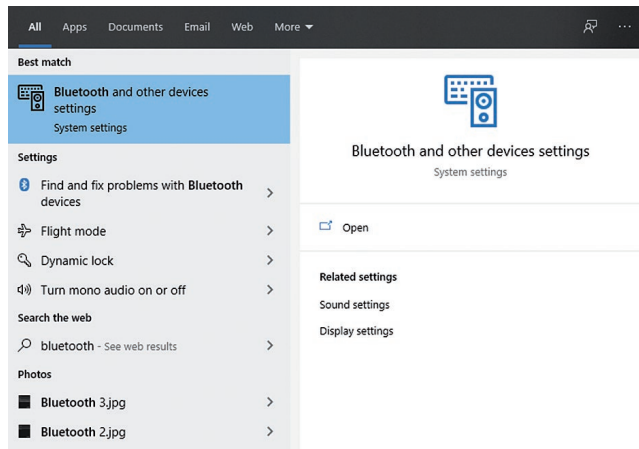 All Apps Documents Email Web More
Best match
Bluetooth and other devices
settings
System settings
Settings
Find and fix problems with Bluetooth
devices
Flight mode
Dynamic lock
Turn mono audio on or off
Search the web
bluetooth - See web results
Photos
Bluetooth 3.jpg
Bluetooth 2.jpg
Bluetooth and other devices settings
System settings
Open
Related settings
Sound settings
Display settings